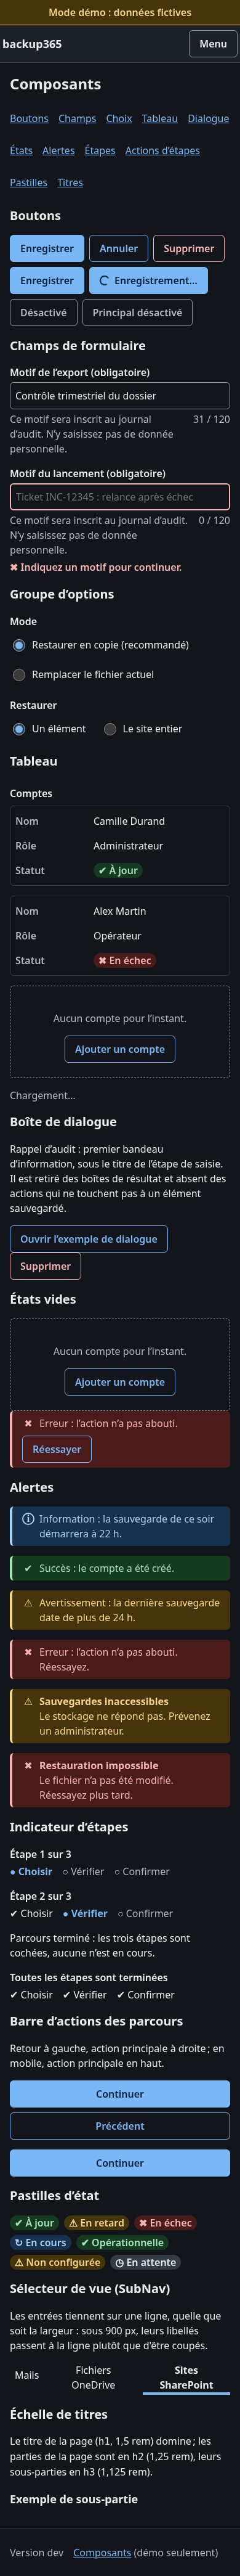 Mode démo : données fictives
backup365
Menu
Composants
Boutons Champs Choix Tableau Dialogue
États Alertes Étapes Actions d’étapes
Pastilles Titres
Boutons
Enregistrer Annuler Supprimer
Enregistrer Enregistrement…
Désactivé Principal désactivé
Champs de formulaire
Motif de l’export (obligatoire)
Contrôle trimestriel du dossier
Ce motif sera inscrit au journal 31 / 120
d’audit. N’y saisissez pas de donnée
personnelle.
Motif du lancement (obligatoire)
Ticket INC-12345 : relance après échec
Ce motif sera inscrit au journal d’audit. 0 / 120
N’y saisissez pas de donnée
personnelle.
✖ Indiquez un motif pour continuer.
Groupe d’options
Mode
Restaurer en copie (recommandé)
Remplacer le fichier actuel
Restaurer
Un élément Le site entier
Tableau
Comptes
Nom Camille Durand
Rôle Administrateur
Statut ✔ À jour
Nom Alex Martin
Rôle Opérateur
Statut ✖ En échec
Aucun compte pour l’instant.
Ajouter un compte
Chargement…
Boîte de dialogue
Rappel d’audit : premier bandeau
d’information, sous le titre de l’étape de saisie.
Il est retiré des boîtes de résultat et absent des
actions qui ne touchent pas à un élément
sauvegardé.
Ouvrir l’exemple de dialogue
Supprimer
États vides
Aucun compte pour l’instant.
Ajouter un compte
✖ Erreur : l’action n’a pas abouti.
Réessayer
Alertes
ⓘ Information : la sauvegarde de ce soir
démarrera à 22 h.
✔ Succès : le compte a été créé.
⚠ Avertissement : la dernière sauvegarde
date de plus de 24 h.
✖ Erreur : l’action n’a pas abouti.
Réessayez.
⚠ Sauvegardes inaccessibles
Le stockage ne répond pas. Prévenez
un administrateur.
✖ Restauration impossible
Le fichier n’a pas été modifié.
Réessayez plus tard.
Indicateur d’étapes
Étape 1 sur 3
● Choisir ○ Vérifier ○ Confirmer
Étape 2 sur 3
✔ Choisir ● Vérifier ○ Confirmer
Parcours terminé : les trois étapes sont
cochées, aucune n’est en cours.
Toutes les étapes sont terminées
✔ Choisir ✔ Vérifier ✔ Confirmer
Barre d’actions des parcours
Retour à gauche, action principale à droite ; en
mobile, action principale en haut.
Continuer
Précédent
Continuer
Pastilles d’état
✔ À jour ⚠ En retard ✖ En échec
↻ En cours ✔ Opérationnelle
⚠ Non configurée ◷ En attente
Sélecteur de vue (SubNav)
Les entrées tiennent sur une ligne, quelle que
soit la largeur : sous 900 px, leurs libellés
passent à la ligne plutôt que d'être coupés.
Mails Fichiers OneDrive Sites SharePoint
Échelle de titres
Le titre de la page (h1, 1,5 rem) domine ; les
parties de la page sont en h2 (1,25 rem), leurs
sous-parties en h3 (1,125 rem).
Exemple de sous-partie
Version dev Composants (démo seulement)